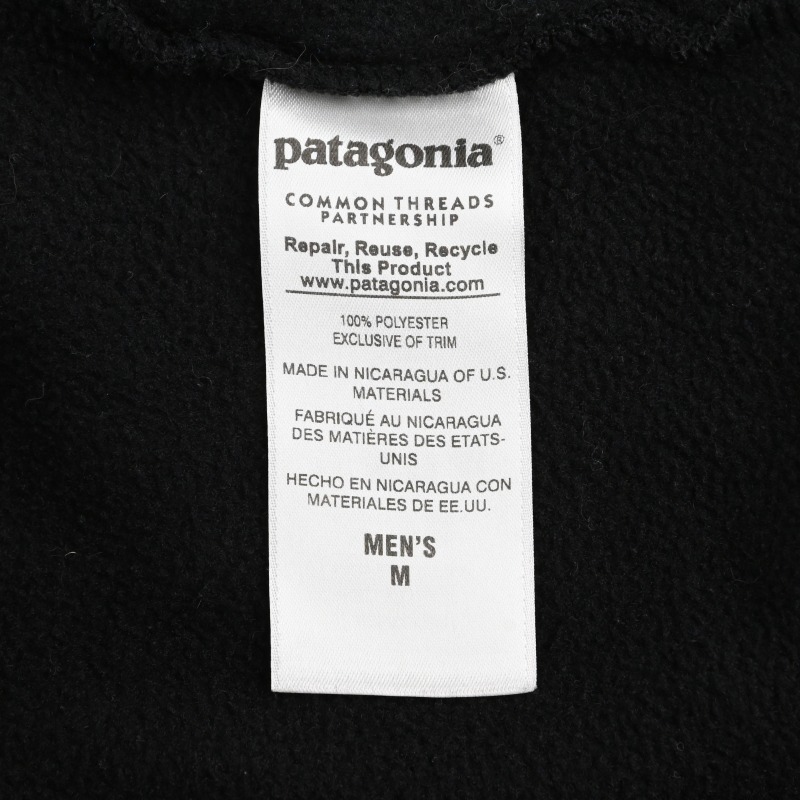 patagonia®
COMMON THREADS
PARTNERSHIP
Repair, Reuse, Recycle
This Product
www.patagonia.com
100% POLYESTER
EXCLUSIVE OF TRIM
MADE IN NICARAGUA OF U.S.
MATERIALS
FABRIQUÉ AU NICARAGUA
DES MATIÈRES DES ETATS-
UNIS
HECHO EN NICARAGUA CON
MATERIALES DE EE.UU.
MEN'S
M